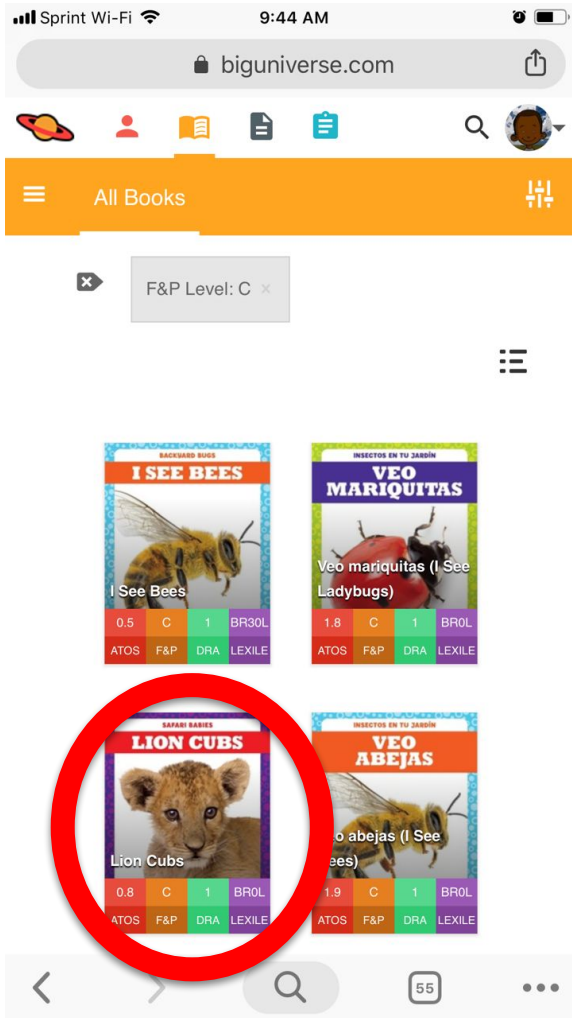 Sprint Wi-Fi 9:44 AM
biguniverse.com
All Books
F&P Level: C ×
BACKYARD BUGS
I SEE BEES
I See Bees
0.5 C 1 BR30L
ATOS F&P DRA LEXILE
INSECTOS EN TU JARDÍN
VEO
MARIQUITAS
Veo mariquitas (I See
Ladybugs)
1.8 C 1 BR0L
ATOS F&P DRA LEXILE
SAFARI BABIES
LION CUBS
Lion Cubs
0.8 C 1 BR0L
ATOS F&P DRA LEXILE
INSECTOS EN TU JARDÍN
VEO
ABEJAS
abejas (I See
1.9 C 1 BR0L
ATOS F&P DRA LEXILE
55